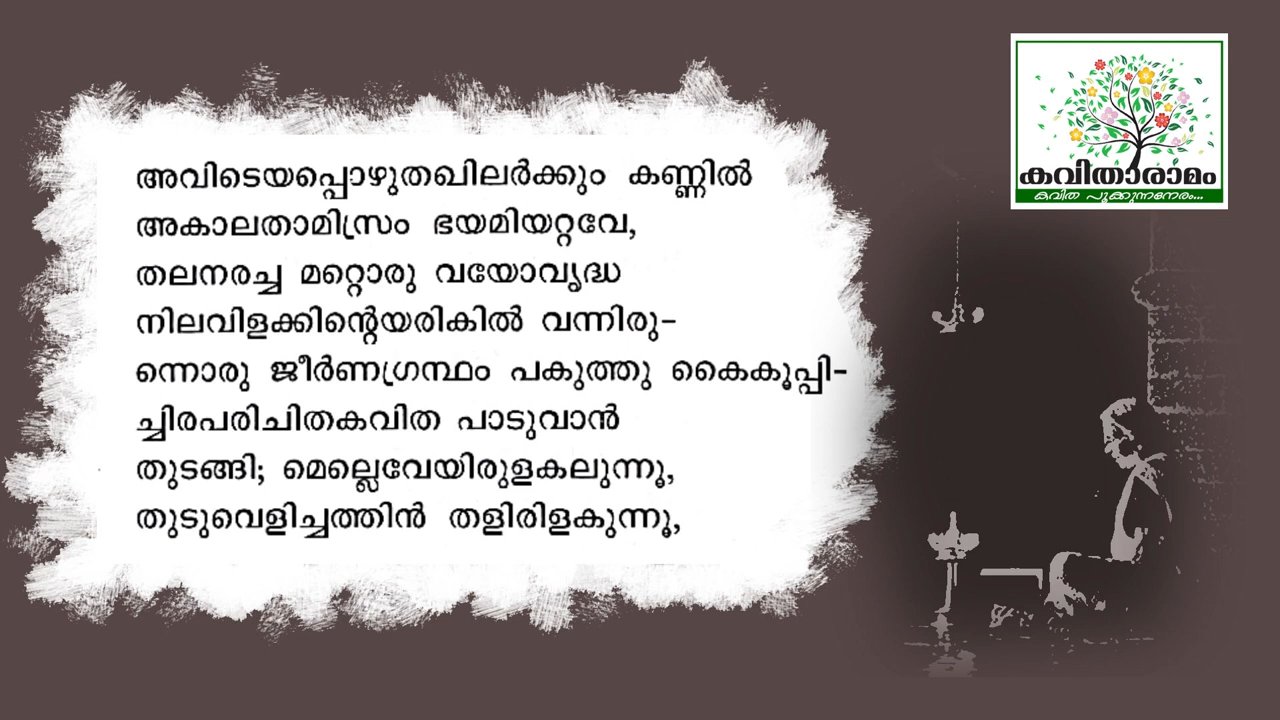 കവിതാരാമം
കവിത പൂക്കുന്നനേരം...
അവിടെയപ്പൊഴുതഖിലർക്കും കണ്ണിൽ
അകാലതാമിസ്രം ഭയമിയറ്റവേ,
തലനരച്ച മറ്റൊരു വയോവൃദ്ധ
നിലവിളക്കിന്റെയരികിൽ വന്നിരു-
ന്നൊരു ജീർണഗ്രന്ഥം പകുത്തു കൈകൂപ്പി-
ച്ചിരപരിചിതകവിത പാടുവാൻ
തുടങ്ങി; മെല്ലെവേയിരുളകലുന്നൂ,
തുടുവെളിച്ചത്തിൻ തളിരിളകുന്നൂ,